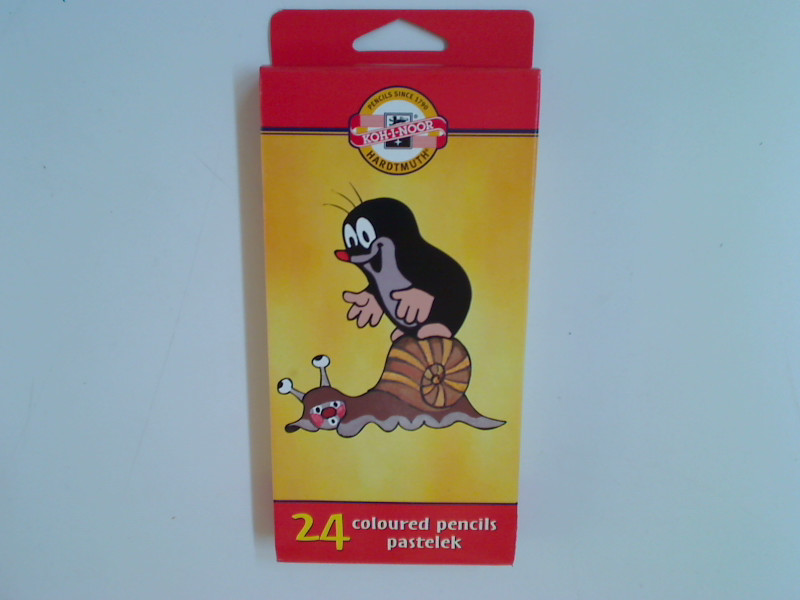 PENCILS SINCE 1790
KOH-I-NOOR®
HARDTMUTH
24 coloured pencils
pastelek